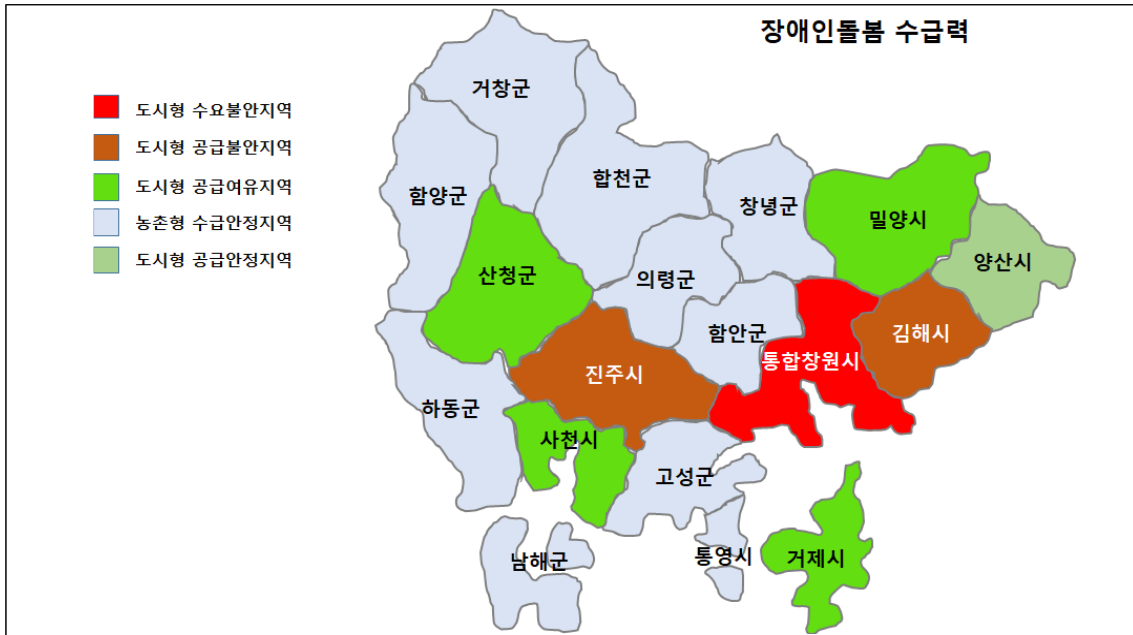 장애인돌봄 수급력
도시형 수요불안지역
도시형 공급불안지역
도시형 공급여유지역
농촌형 수급안정지역
도시형 공급안정지역
거창군
함양군
합천군
창녕군
밀양시
양산시
산청군
의령군
함안군
김해시
통합창원시
진주시
하동군
사천시
고성군
남해군
통영시
거제시